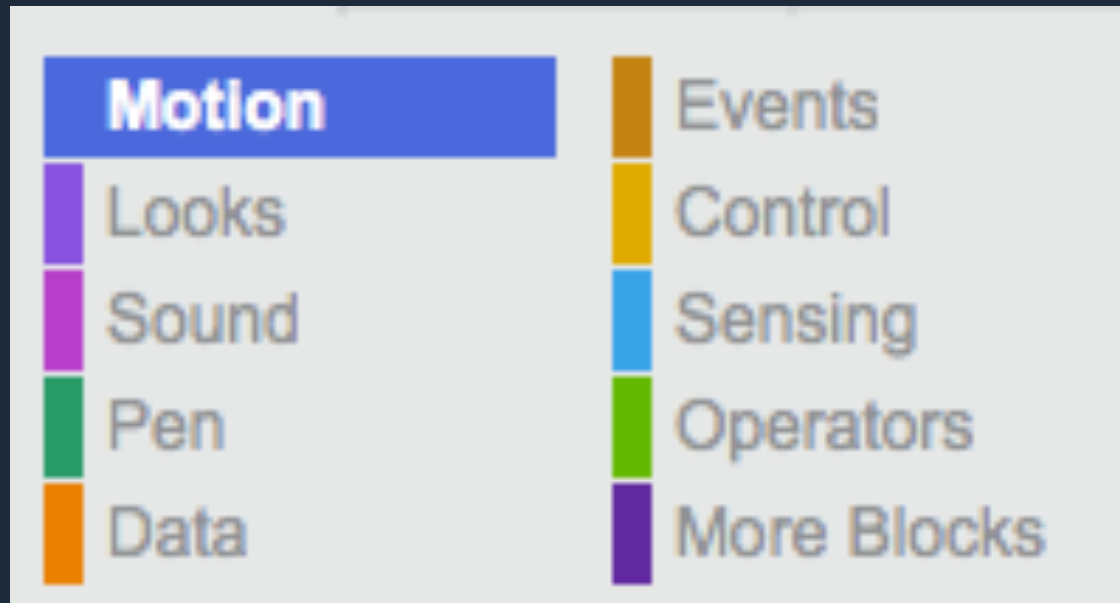 Motion
Looks
Sound
Pen
Data
Events
Control
Sensing
Operators
More Blocks